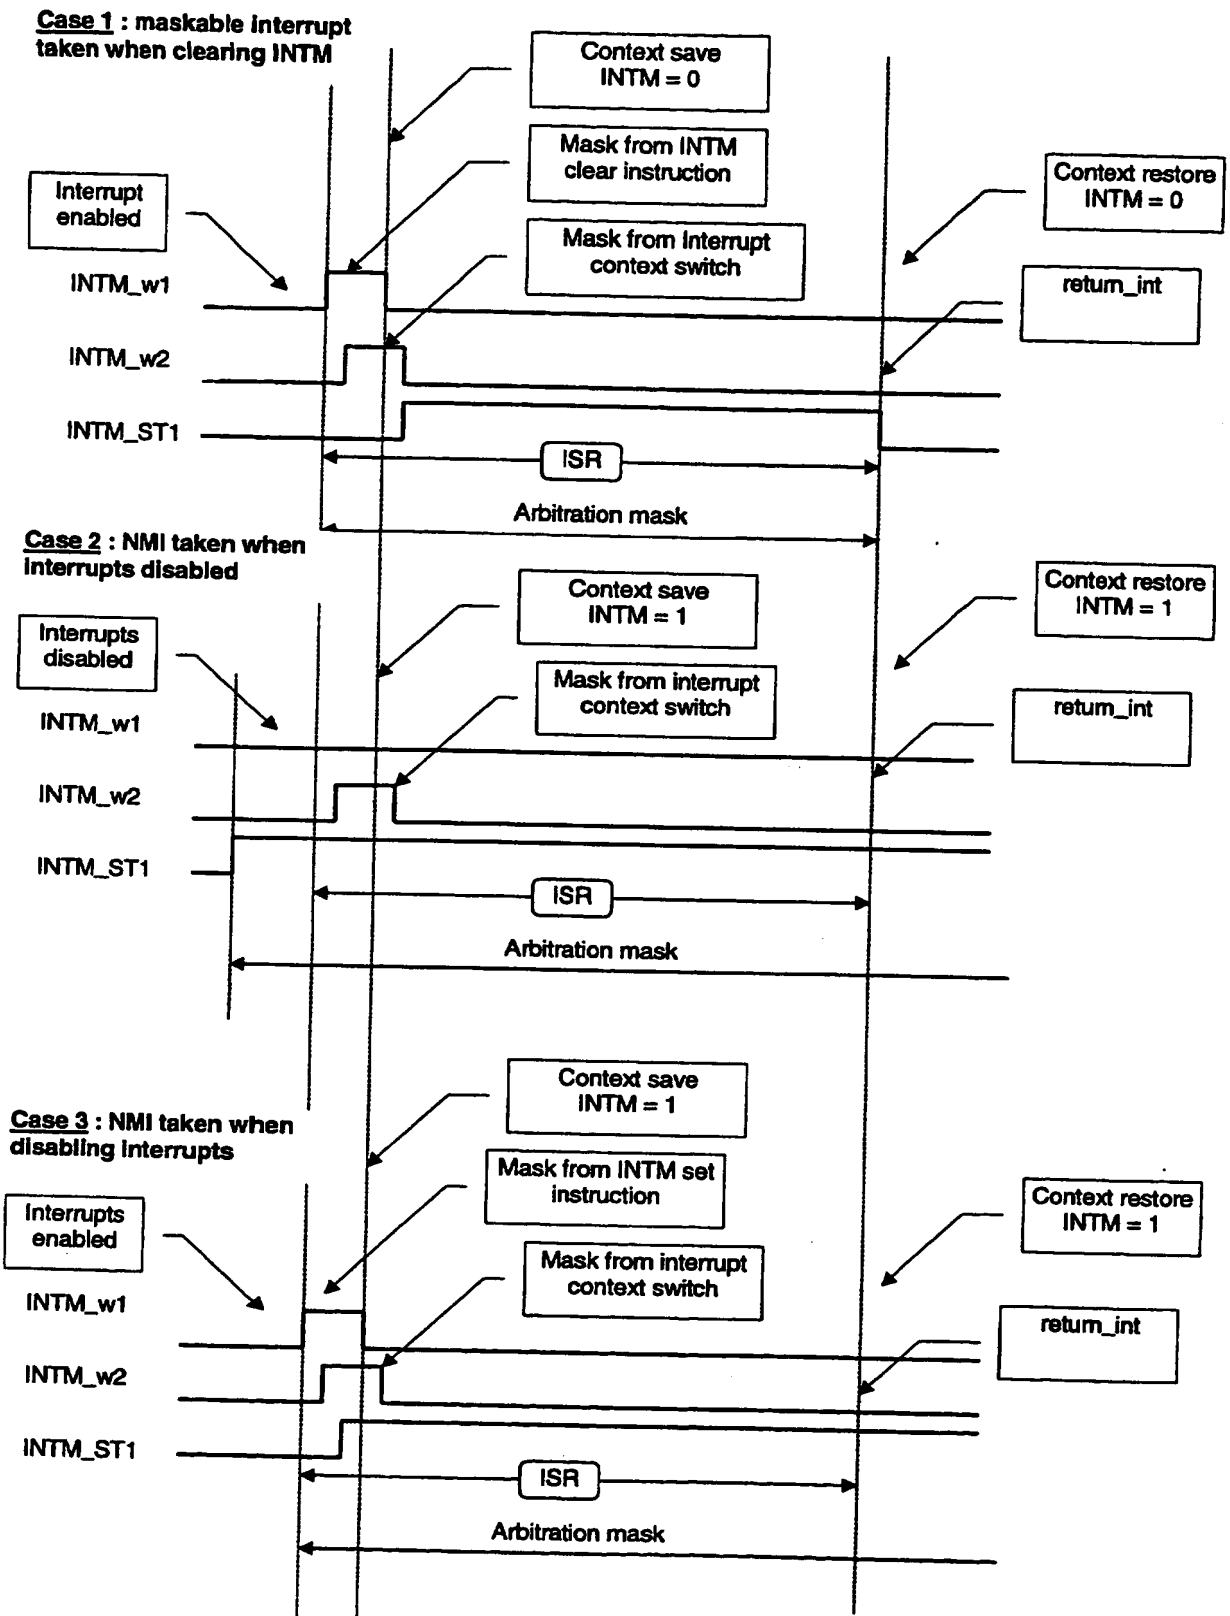 Case 1 : maskable interrupt
taken when clearing INTM
Context save
INTM = 0
Mask from INTM
clear instruction
Context restore
INTM = 0
Interrupt
enabled
Mask from interrupt
context switch
return_int
INTM_w1
INTM_w2
INTM_ST1
ISR
Arbitration mask
Case 2 : NMI taken when
interrupts disabled
Context save
INTM = 1
Context restore
INTM = 1
Interrupts
disabled
Mask from interrupt
context switch
return_int
INTM_w1
INTM_w2
INTM_ST1
ISR
Arbitration mask
Context save
INTM = 1
Case 3 : NMI taken when
disabling interrupts
Mask from INTM set
instruction
Context restore
INTM = 1
Interrupts
enabled
Mask from interrupt
context switch
return_int
INTM_w1
INTM_w2
INTM_ST1
ISR
Arbitration mask